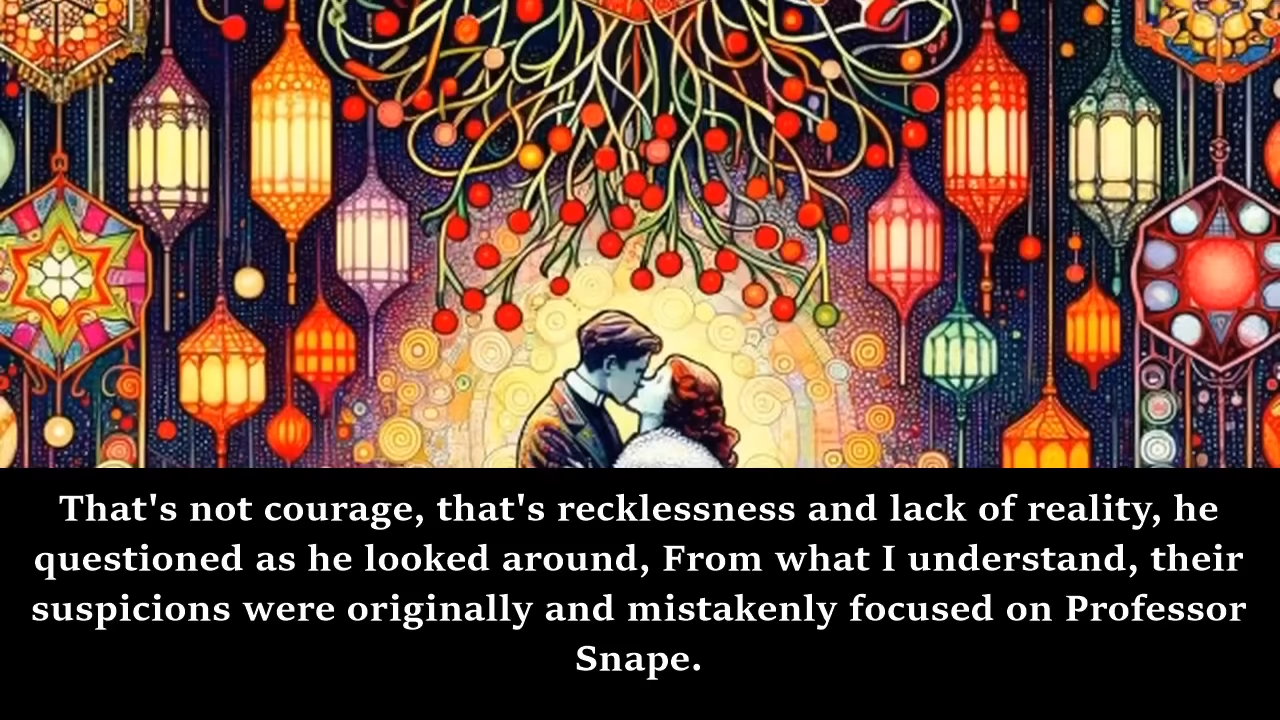 That's not courage, that's recklessness and lack of reality, he
questioned as he looked around, From what I understand, their
suspicions were originally and mistakenly focused on Professor
Snape.